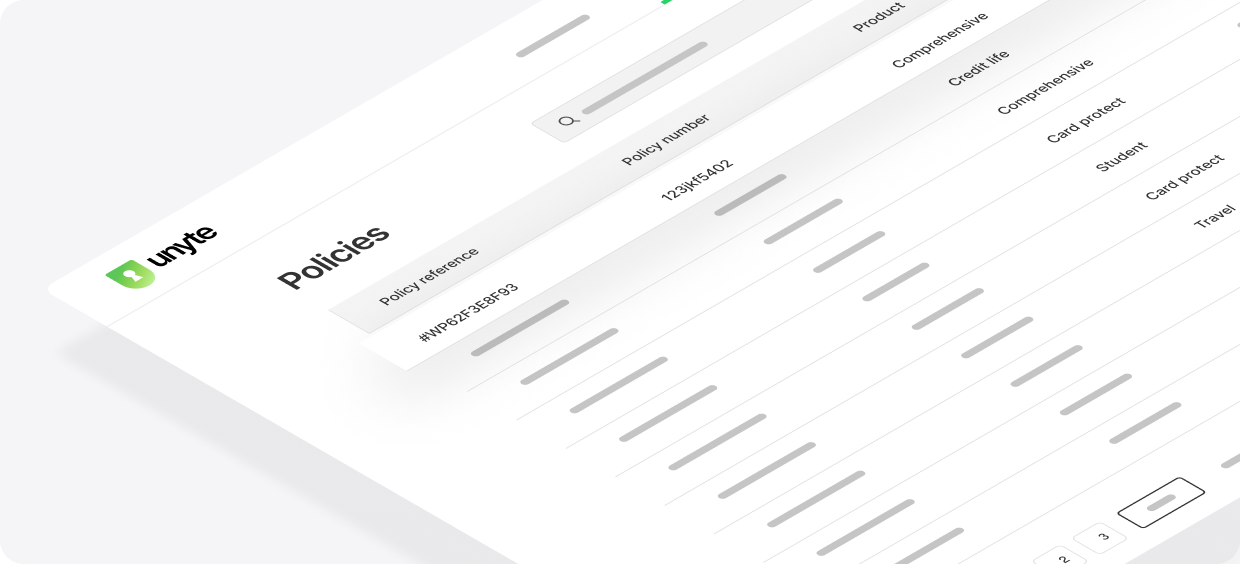 unyte
Policies
Policy reference
Policy number
Product
#WP62F3E8F93
123jkf5402
Comprehensive
Credit life
Comprehensive
Card protect
Student
Card protect
Travel
2
3